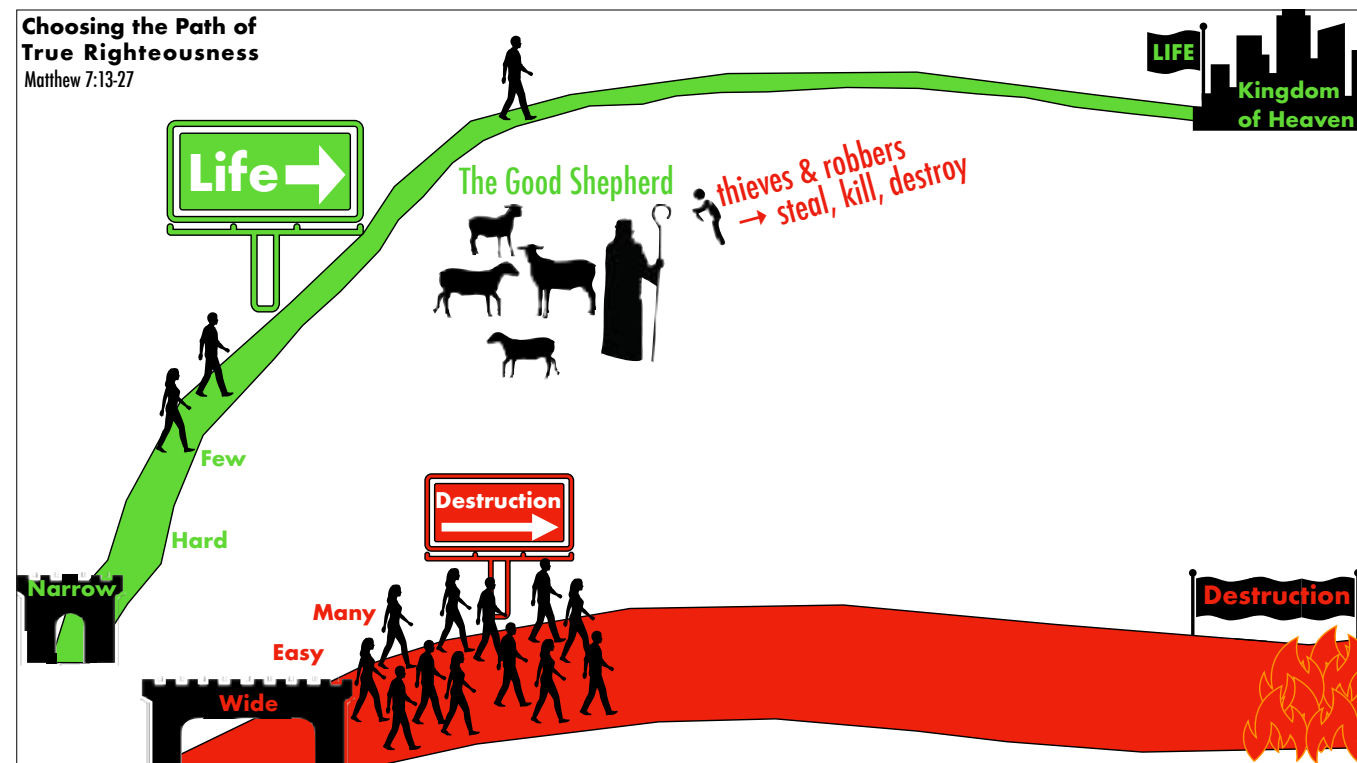 Choosing the Path of
True Righteousness
Matthew 7:13-27
LIFE
Kingdom
of Heaven
Life
The Good Shepherd
thieves & robbers
→ steal, kill, destroy
Few
Hard
Narrow
Destruction
Many
Easy
Wide
Destruction